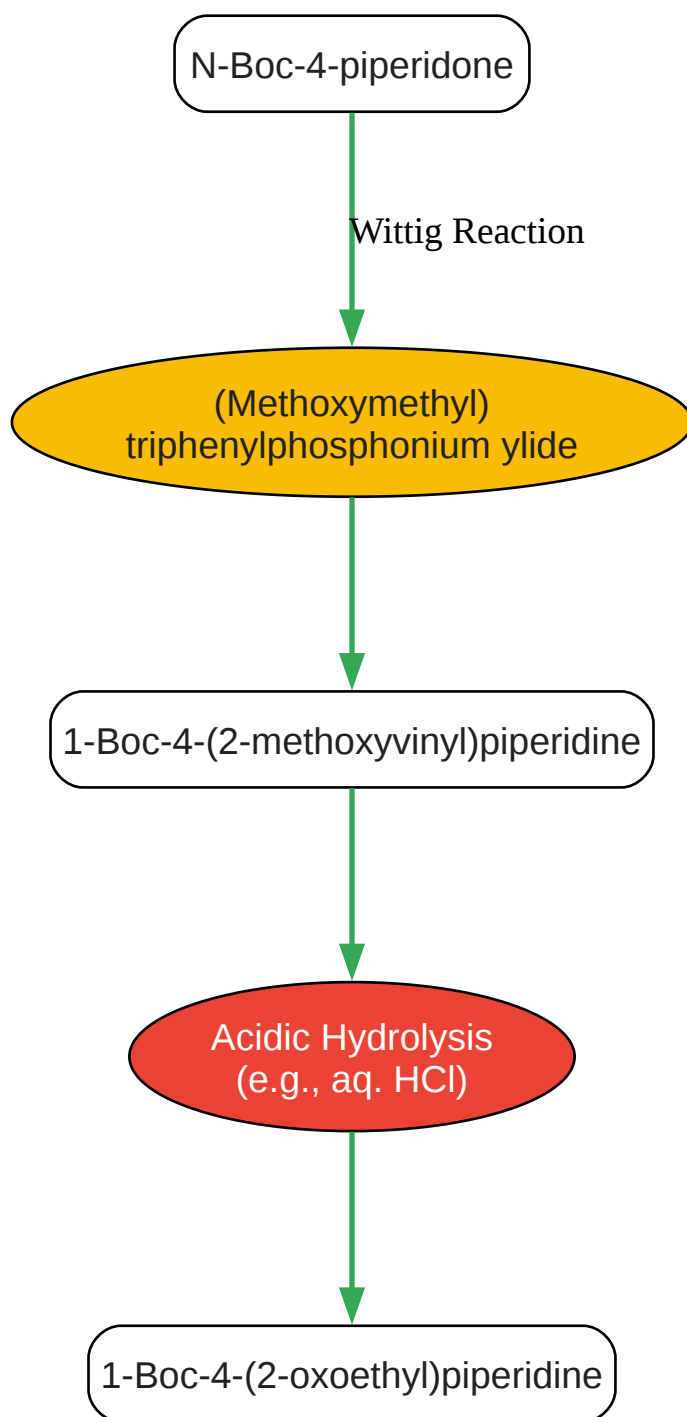 N-Boc-4-piperidone
Wittig Reaction
(Methoxymethyl)
triphenylphosphonium ylide
1-Boc-4-(2-methoxyvinyl)piperidine
Acidic Hydrolysis
(e.g., aq. HCl)
1-Boc-4-(2-oxoethyl)piperidine